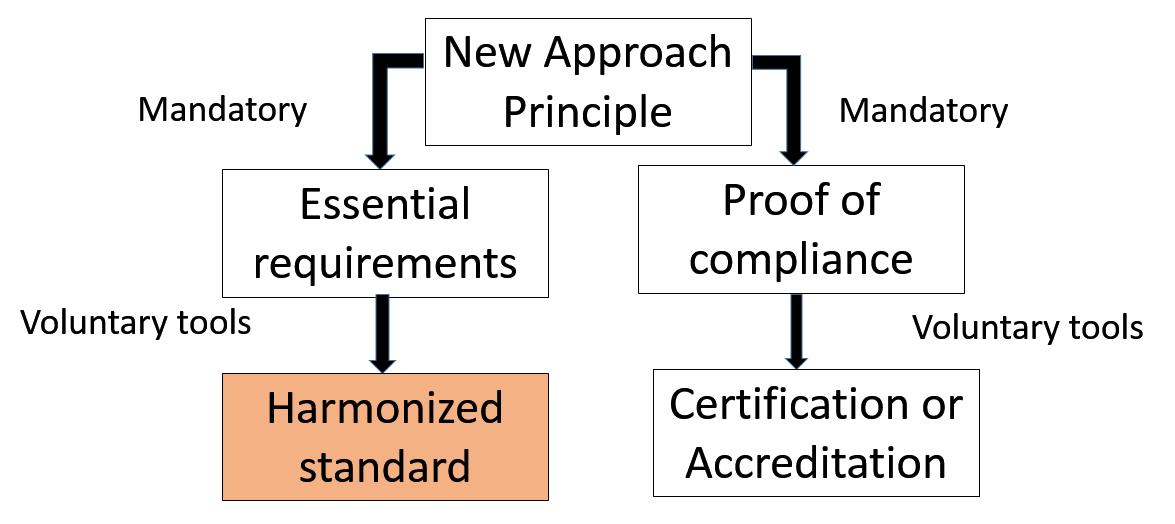 New Approach
Principle
Mandatory
Mandatory
Essential
requirements
Proof of
compliance
Voluntary tools
Voluntary tools
Harmonized
standard
Certification or
Accreditation